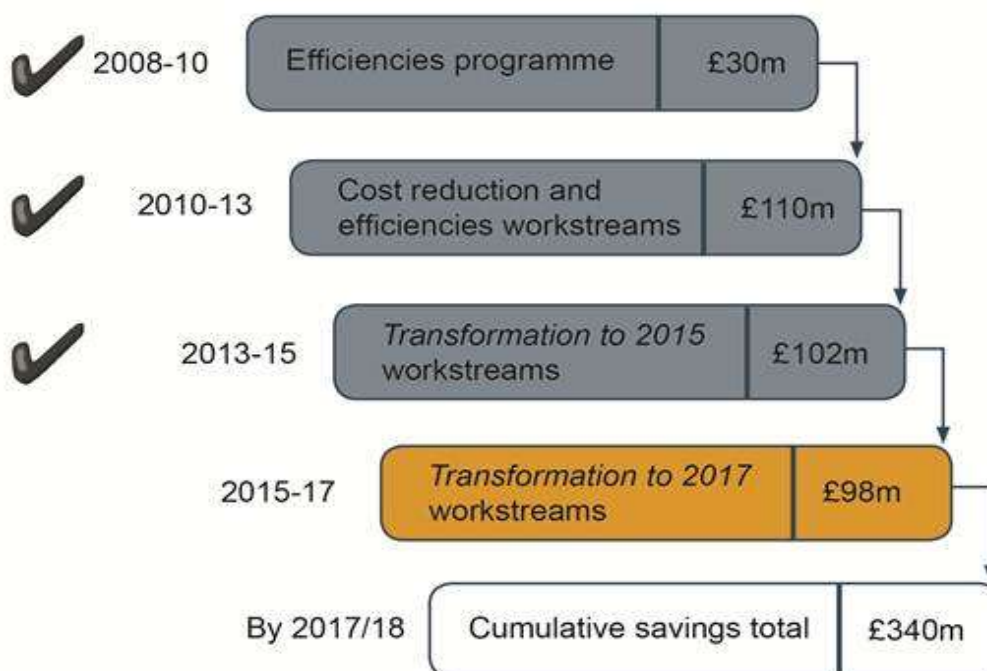 2008-10 Efficiencies programme £30m
2010-13 Cost reduction and
efficiencies workstreams £110m
2013-15 Transformation to 2015
workstreams £102m
2015-17 Transformation to 2017
workstreams £98m
By 2017/18 Cumulative savings total £340m